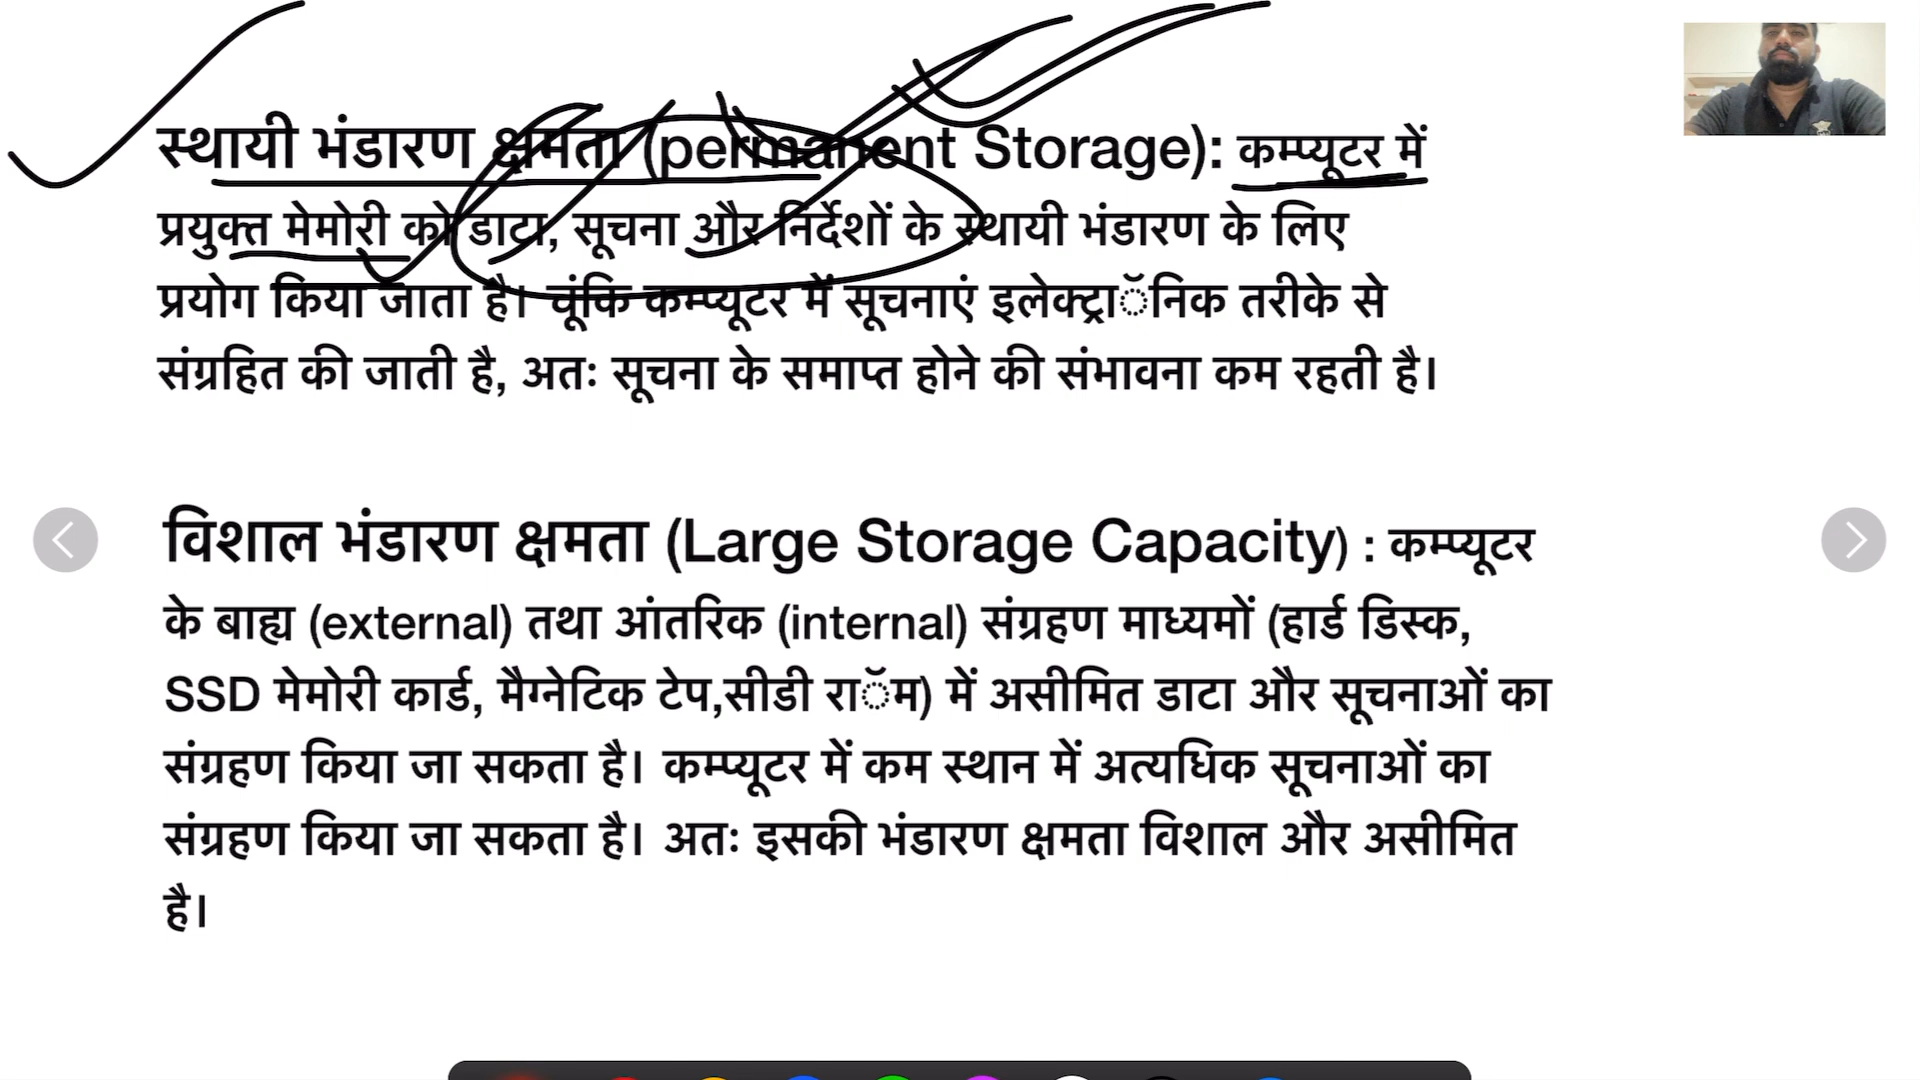 स्थायी भंडारण क्षमता (permanent Storage): कम्प्यूटर में
प्रयुक्त मेमोरी को डाटा, सूचना और निर्देशों के स्थायी भंडारण के लिए
प्रयोग किया जाता है। चूंकि कम्प्यूटर में सूचनाएं इलेक्ट्राॅनिक तरीके से
संग्रहित की जाती है, अतः सूचना के समाप्त होने की संभावना कम रहती है।
विशाल भंडारण क्षमता (Large Storage Capacity) : कम्प्यूटर
के बाह्य (external) तथा आंतरिक (internal) संग्रहण माध्यमों (हार्ड डिस्क,
SSD मेमोरी कार्ड, मैग्नेटिक टेप,सीडी राॅम) में असीमित डाटा और सूचनाओं का
संग्रहण किया जा सकता है। कम्प्यूटर में कम स्थान में अत्यधिक सूचनाओं का
संग्रहण किया जा सकता है। अतः इसकी भंडारण क्षमता विशाल और असीमित
है।